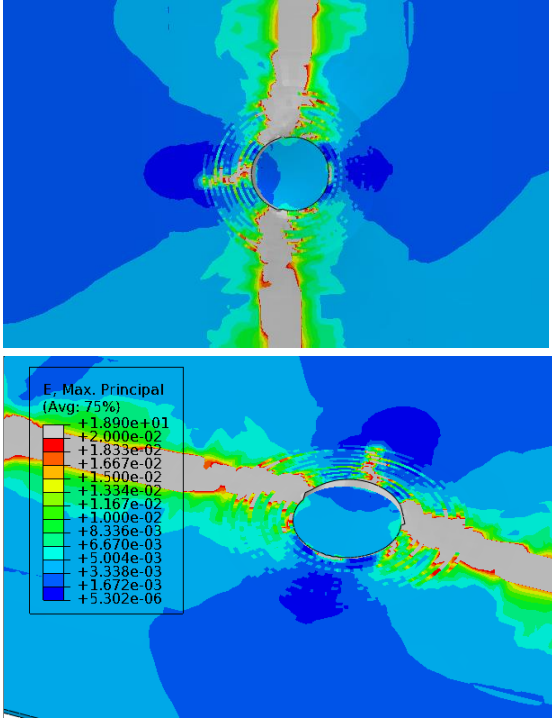 E, Max. Principal
(Avg: 75%)
+1.890e+01
+2.000e-02
+1.833e-02
+1.667e-02
+1.500e-02
+1.334e-02
+1.167e-02
+1.000e-02
+8.336e-03
+6.670e-03
+5.004e-03
+3.338e-03
+1.672e-03
+5.302e-06